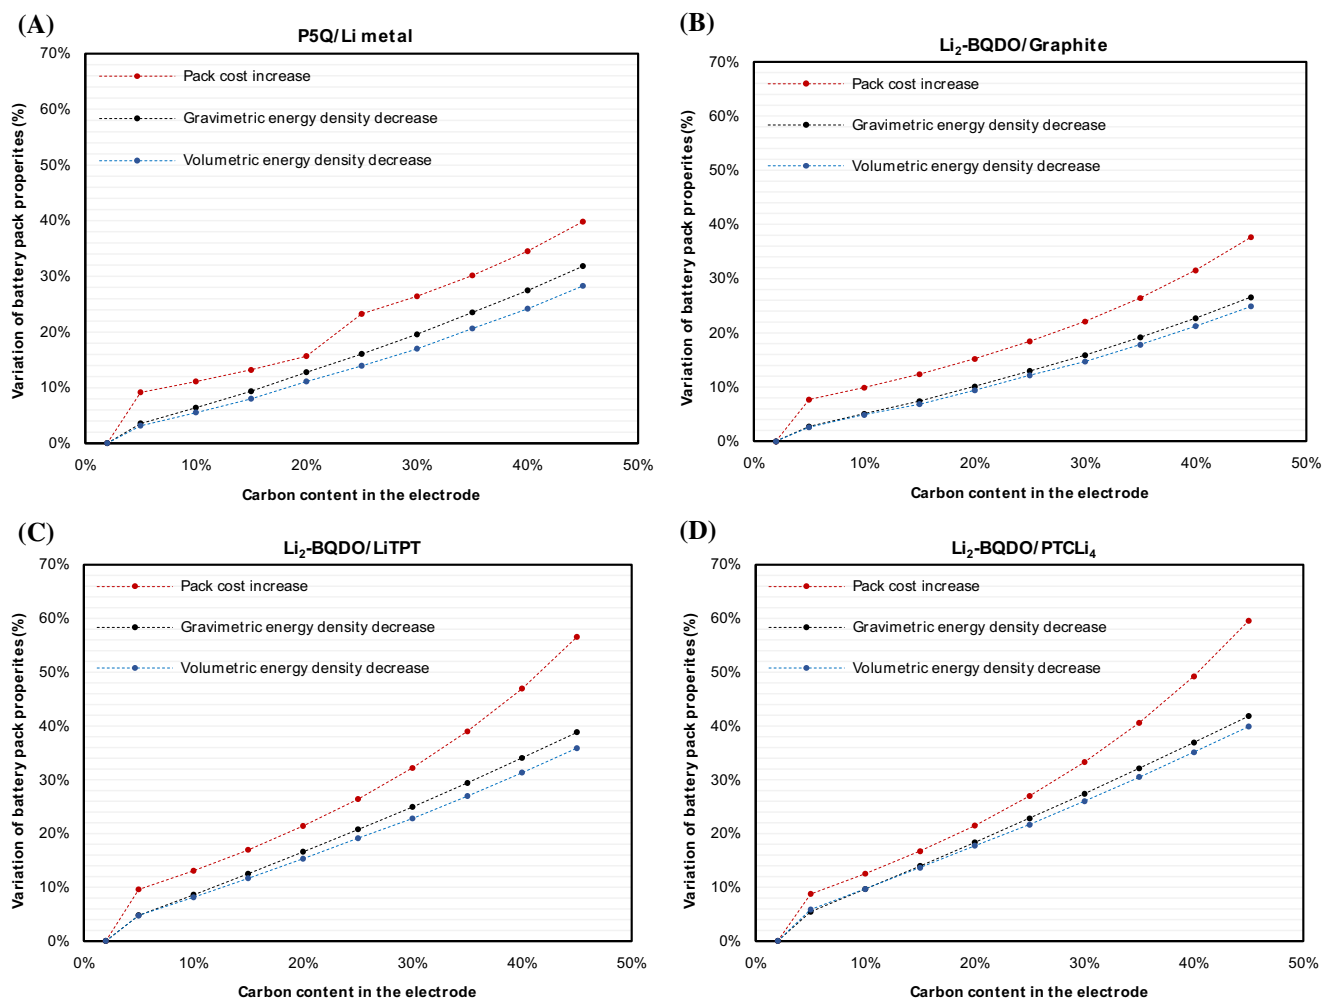 (A)
P5Q/Li metal
70%
60%
50%
40%
30%
20%
10%
0%
Variation of battery pack properites (%)
Pack cost increase
Gravimetric energy density decrease
Volumetric energy density decrease
0%
10%
20%
30%
40%
50%
Carbon content in the electrode
(B)
Li₂-BQDO/Graphite
70%
60%
50%
40%
30%
20%
10%
0%
Variation of battery pack properites (%)
Pack cost increase
Gravimetric energy density decrease
Volumetric energy density decrease
0%
10%
20%
30%
40%
50%
Carbon content in the electrode
(C)
Li₂-BQDO/LiTPT
70%
60%
50%
40%
30%
20%
10%
0%
Variation of battery pack properites (%)
Pack cost increase
Gravimetric energy density decrease
Volumetric energy density decrease
0%
10%
20%
30%
40%
50%
Carbon content in the electrode
(D)
Li₂-BQDO/PTCLi₄
70%
60%
50%
40%
30%
20%
10%
0%
Variation of battery pack properites (%)
Pack cost increase
Gravimetric energy density decrease
Volumetric energy density decrease
0%
10%
20%
30%
40%
50%
Carbon content in the electrode